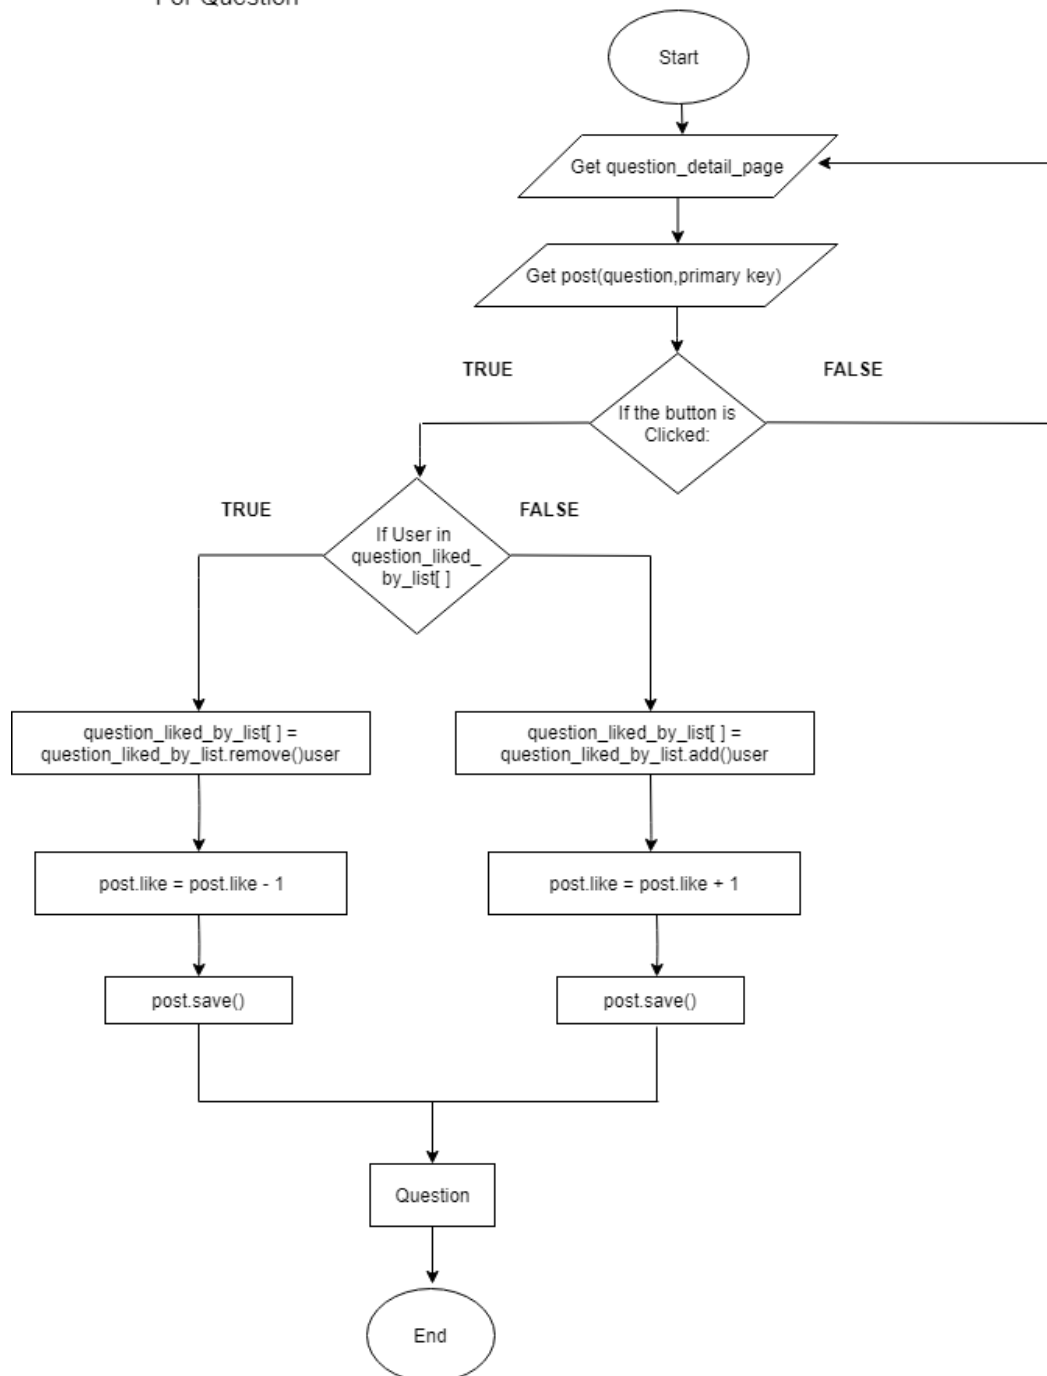 For Question
Start
Get question_detail_page
Get post(question,primary key)
TRUE
FALSE
If the button is
Clicked:
TRUE
FALSE
If User in
question_liked_
by_list[ ]
question_liked_by_list[ ] =
question_liked_by_list.remove()user
question_liked_by_list[ ] =
question_liked_by_list.add()user
post.like = post.like - 1
post.like = post.like + 1
post.save()
post.save()
Question
End